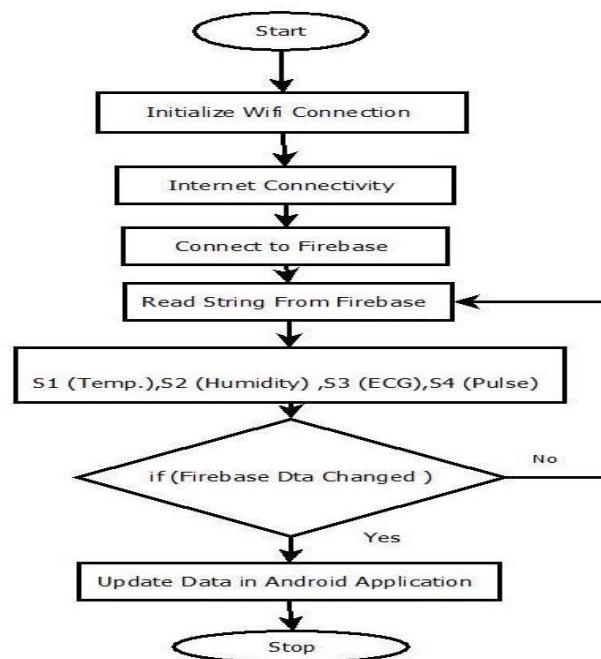 Start
Initialize Wifi Connection
Internet Connectivity
Connect to Firebase
Read String From Firebase
S1 (Temp.),S2 (Humidity) ,S3 (ECG),S4 (Pulse)
if (Firebase Dta Changed )
No
Yes
Update Data in Android Application
Stop